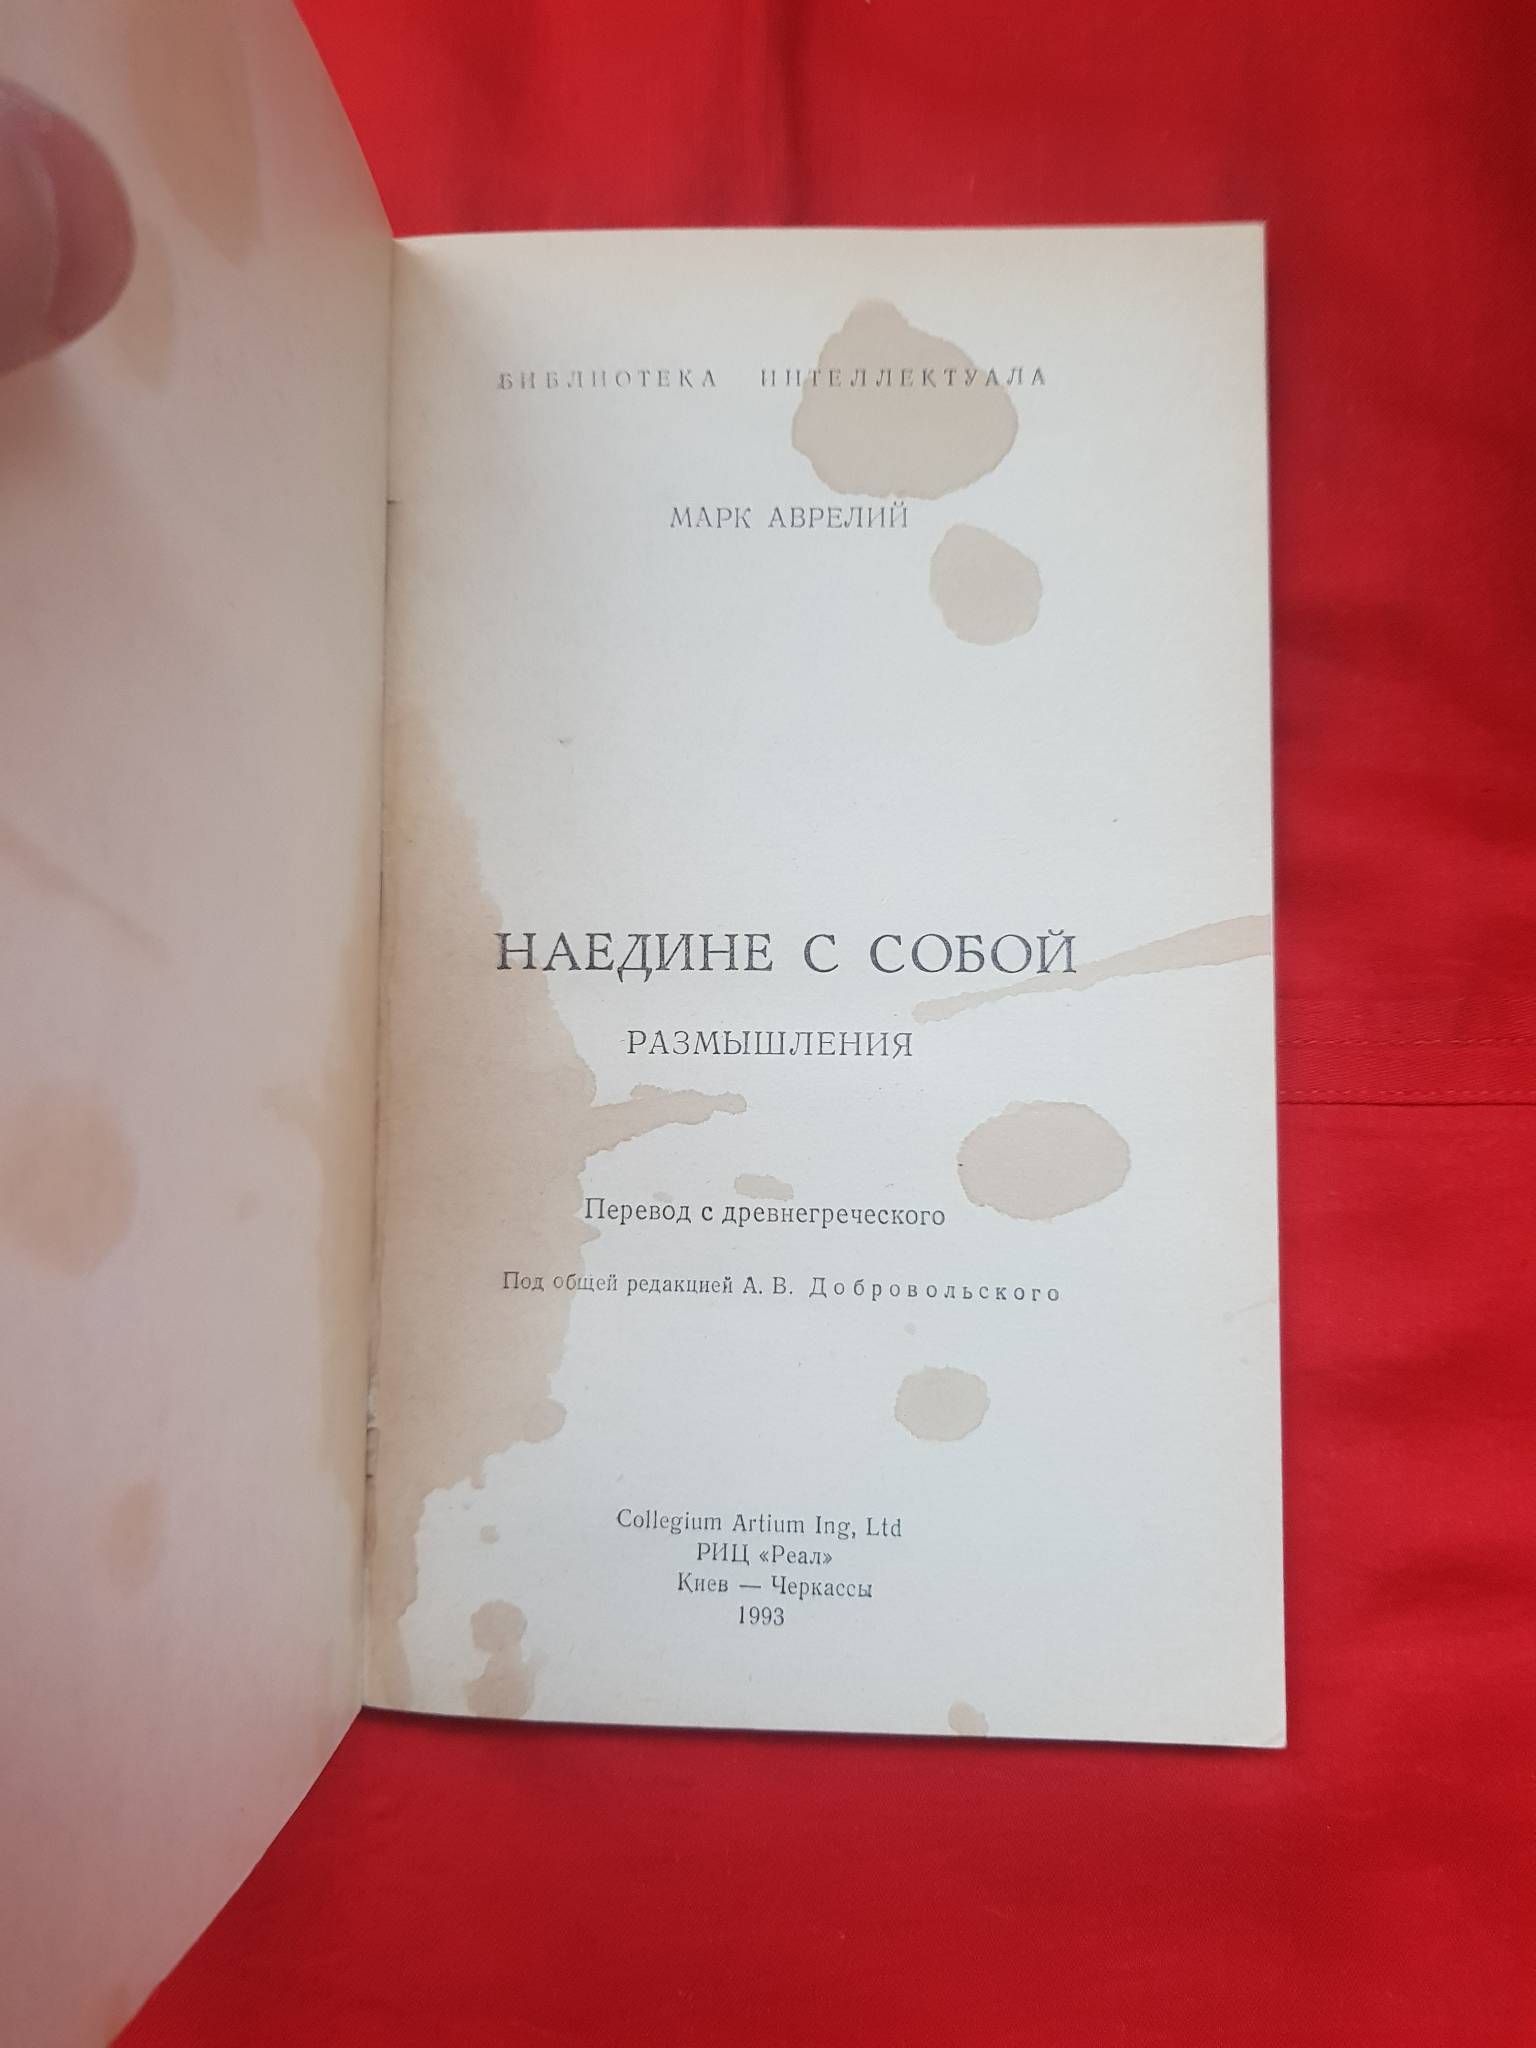 БИБЛИОТЕКА ИНТЕЛЛЕКТУАЛА
МАРК АВРЕЛИЙ
НАЕДИНЕ С СОБОЙ
РАЗМЫШЛЕНИЯ
Перевод с древнегреческого
Под общей редакцией А. В. Добровольского
Collegium Artium Ing, Ltd
РИЦ «Реал»
Киев — Черкассы
1993